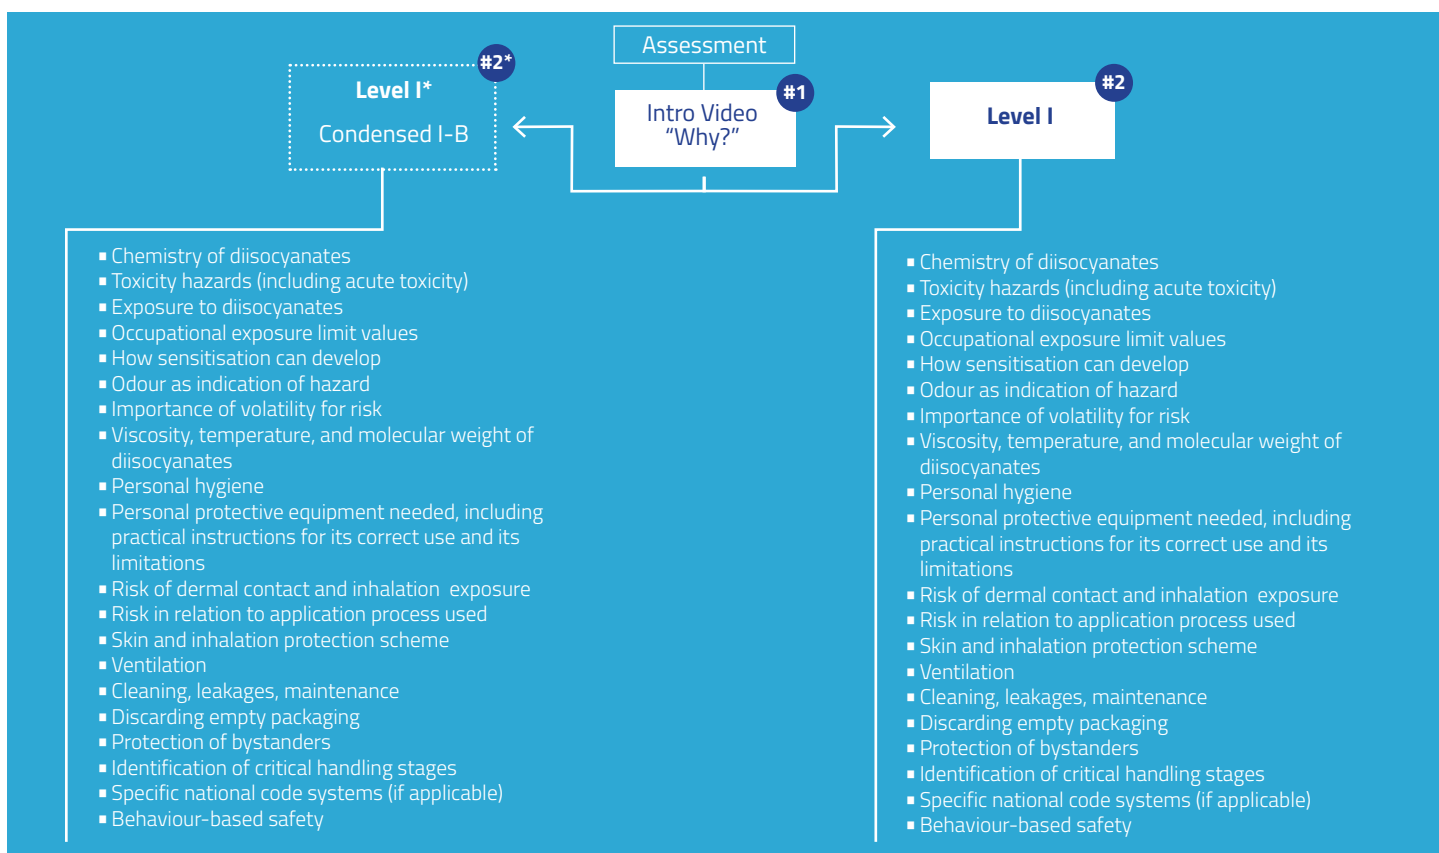 Assessment
#1
Intro Video
“Why?”
#2*
Level I*
Condensed I-B
▪ Chemistry of diisocyanates
▪ Toxicity hazards (including acute toxicity)
▪ Exposure to diisocyanates
▪ Occupational exposure limit values
▪ How sensitisation can develop
▪ Odour as indication of hazard
▪ Importance of volatility for risk
▪ Viscosity, temperature, and molecular weight of
diisocyanates
▪ Personal hygiene
▪ Personal protective equipment needed, including
practical instructions for its correct use and its
limitations
▪ Risk of dermal contact and inhalation exposure
▪ Risk in relation to application process used
▪ Skin and inhalation protection scheme
▪ Ventilation
▪ Cleaning, leakages, maintenance
▪ Discarding empty packaging
▪ Protection of bystanders
▪ Identification of critical handling stages
▪ Specific national code systems (if applicable)
▪ Behaviour-based safety
#2
Level I
▪ Chemistry of diisocyanates
▪ Toxicity hazards (including acute toxicity)
▪ Exposure to diisocyanates
▪ Occupational exposure limit values
▪ How sensitisation can develop
▪ Odour as indication of hazard
▪ Importance of volatility for risk
▪ Viscosity, temperature, and molecular weight of
diisocyanates
▪ Personal hygiene
▪ Personal protective equipment needed, including
practical instructions for its correct use and its
limitations
▪ Risk of dermal contact and inhalation exposure
▪ Risk in relation to application process used
▪ Skin and inhalation protection scheme
▪ Ventilation
▪ Cleaning, leakages, maintenance
▪ Discarding empty packaging
▪ Protection of bystanders
▪ Identification of critical handling stages
▪ Specific national code systems (if applicable)
▪ Behaviour-based safety